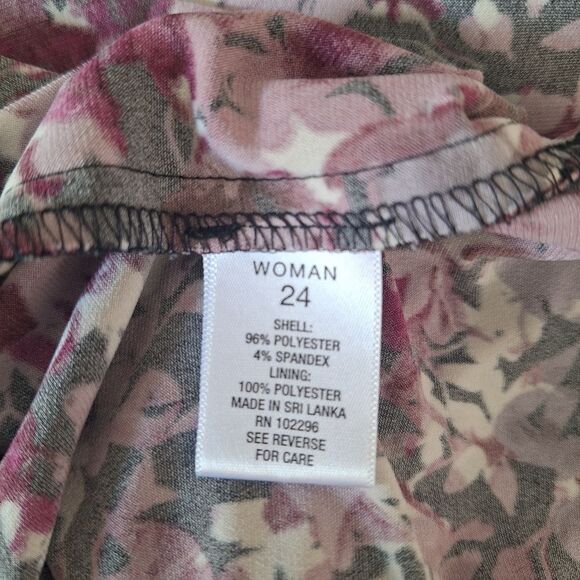 WOMAN
24
SHELL:
96% POLYESTER
4% SPANDEX
LINING:
100% POLYESTER
MADE IN SRI LANKA
RN 102296
SEE REVERSE
FOR CARE